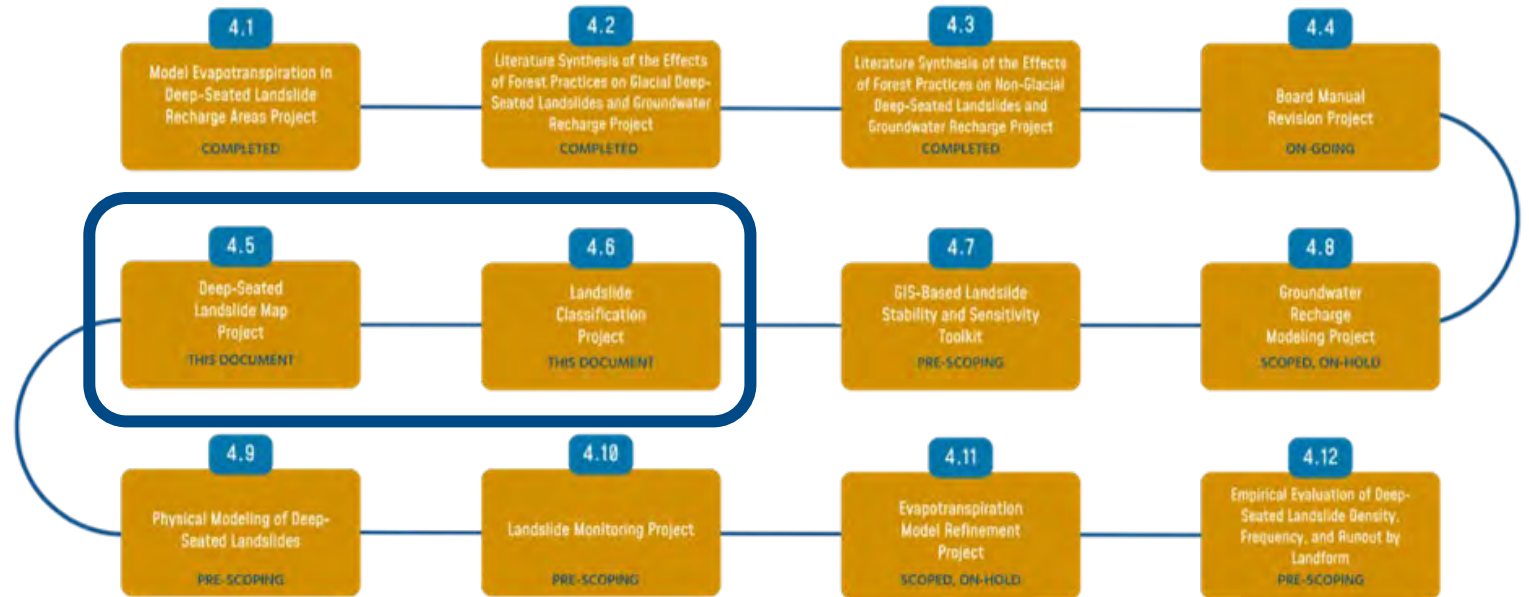 4.1
Model Evapotranspiration in
Deep-Seated Landslide
Recharge Areas Project
COMPLETED
4.2
Literature Synthesis of the Effects
of Forest Practices on Glacial Deep-
Seated Landslides and Groundwater
Recharge Project
COMPLETED
4.3
Literature Synthesis of the Effects
of Forest Practices on Non-Glacial
Deep-Seated Landslides and
Groundwater Recharge Project
COMPLETED
4.4
Board Manual
Revision Project
ON-GOING
4.5
Deep-Seated
Landslide Map
Project
THIS DOCUMENT
4.6
Landslide
Classification
Project
THIS DOCUMENT
4.7
GIS-Based Landslide
Stability and Sensitivity
Toolkit
PRE-SCOPING
4.8
Groundwater
Recharge
Modeling Project
SCOPED, ON-HOLD
4.9
Physical Modeling of Deep-
Seated Landslides
PRE-SCOPING
4.10
Landslide Monitoring Project
PRE-SCOPING
4.11
Evapotranspiration
Model Refinement
Project
SCOPED, ON-HOLD
4.12
Empirical Evaluation of Deep-
Seated Landslide Density,
Frequency, and Runout by
Landform
PRE-SCOPING